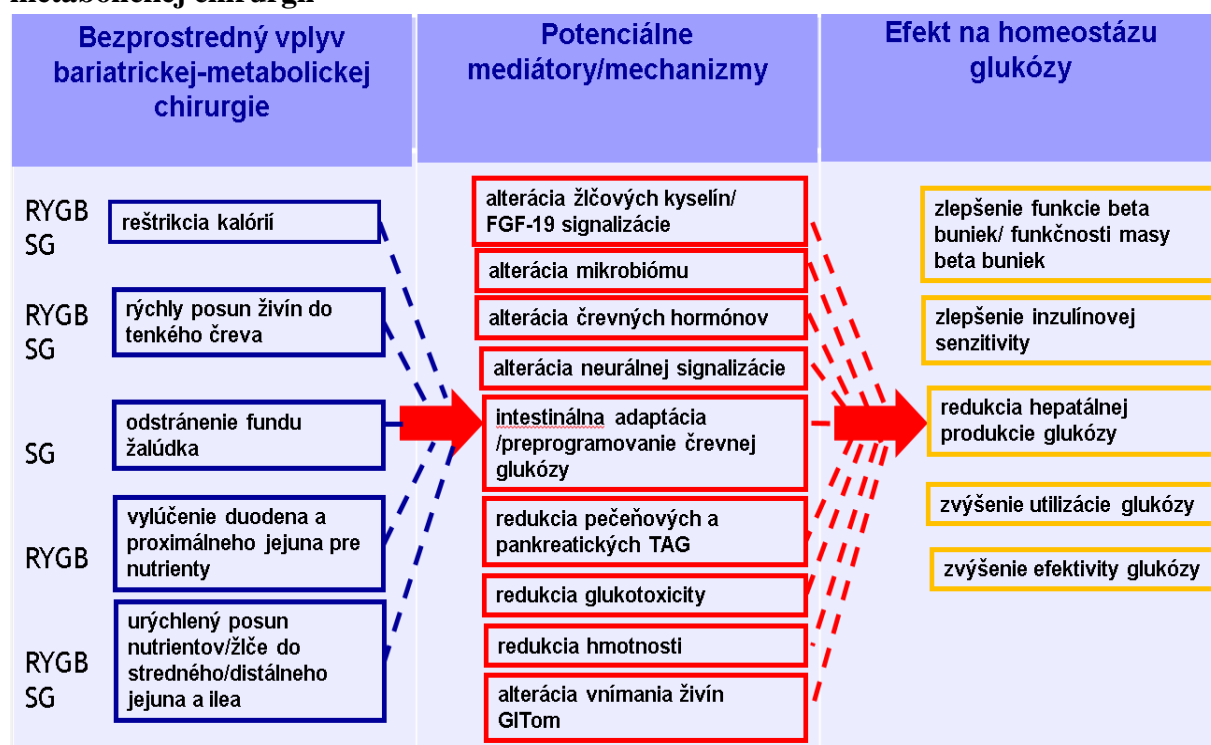 metabolickej chirurgii
Bezprostredný vplyv
bariatrickej-metabolickej
chirurgie
Potenciálne
mediátory/mechanizmy
Efekt na homeostázu
glukózy
RYGB
SG
reštrikcia kalórií
RYGB
SG
rýchly posun živín do
tenkého čreva
SG
odstránenie fundu
žalúdka
RYGB
vylúčenie duodena a
proximálneho jejuna pre
nutrienty
RYGB
SG
urýchlený posun
nutrientov/žlče do
stredného/distálneho
jejuna a ilea
alterácia žlčových kyselín/
FGF-19 signalizácie
alterácia mikrobiómu
alterácia črevných hormónov
alterácia neurálnej signalizácie
intestinálna adaptácia
/preprogramovanie črevnej
glukózy
redukcia pečeňových a
pankreatických TAG
redukcia glukotoxicity
redukcia hmotnosti
alterácia vnímania živín
GITom
zlepšenie funkcie beta
buniek/ funkčnosti masy
beta buniek
zlepšenie inzulínovej
senzitivity
redukcia hepatálnej
produkcie glukózy
zvýšenie utilizácie glukózy
zvýšenie efektivity glukózy